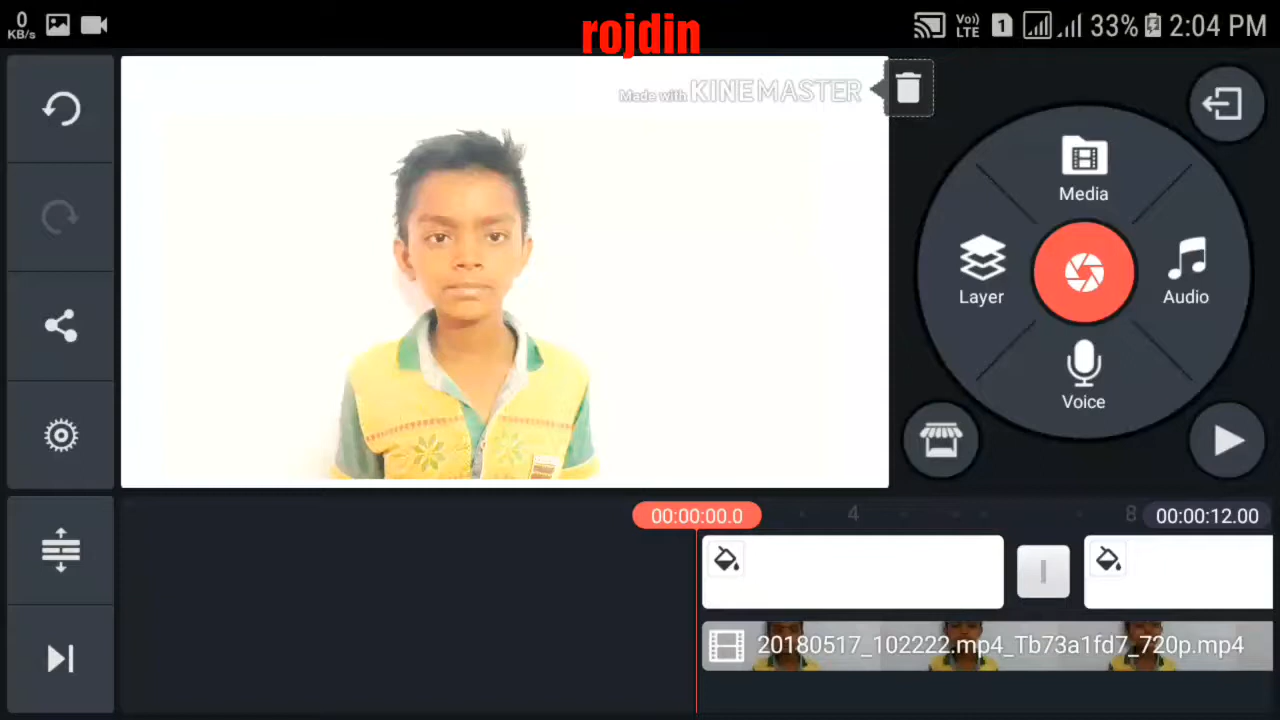 0
KB/s
rojdin
Vo))
LTE
1
33%
2:04 PM
Made with KINEMASTER
Media
Layer
Audio
Voice
00:00:00.0
4
8
00:00:12.00
20180517_102222.mp4_Tb73a1fd7_720p.mp4